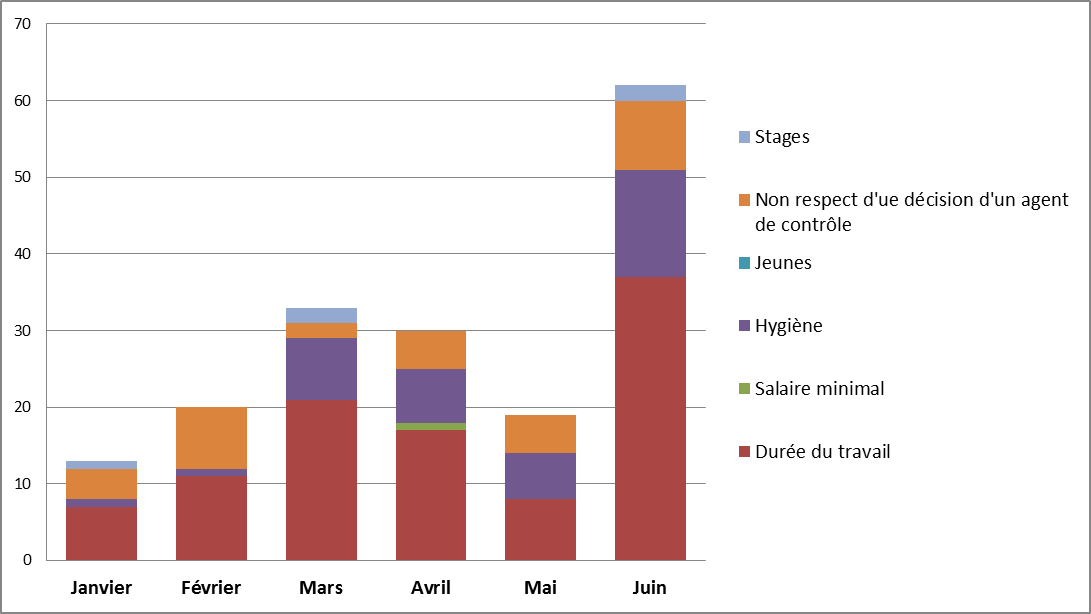 70
60
50
40
30
20
10
0
Janvier Février Mars Avril Mai Juin
Stages
Non respect d'ue décision d'un agent
de contrôle
Jeunes
Hygiène
Salaire minimal
Durée du travail